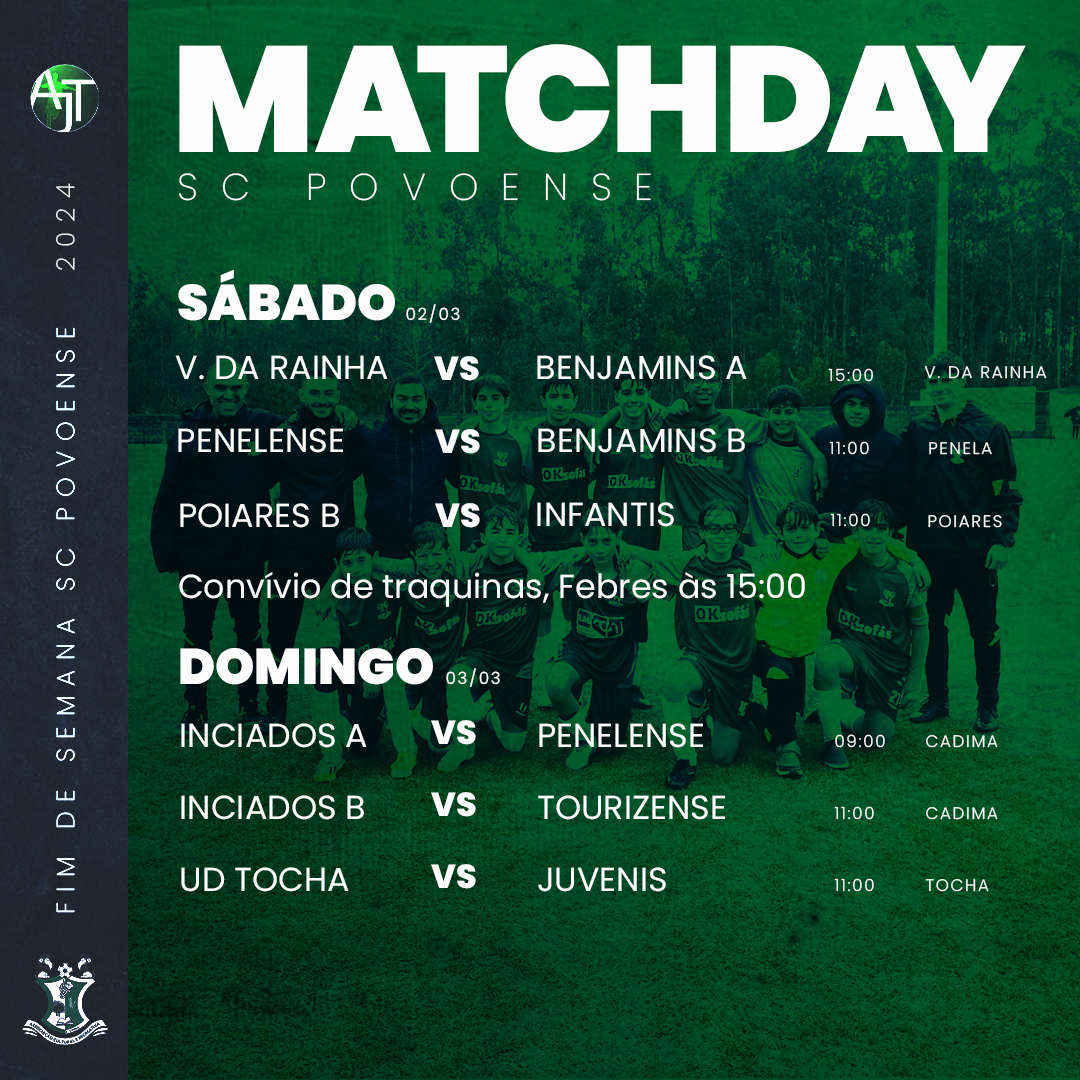 AJT
MATCHDAY
SC POVOENSE
FIM DE SEMANA SC POVOENSE 2024
SÁBADO 02/03
V. DA RAINHA VS BENJAMINS A 15:00 V. DA RAINHA
PENELENSE VS BENJAMINS B 11:00 PENELA
POIARES B VS INFANTIS 11:00 POIARES
Convívio de traquinas, Febres às 15:00
DOMINGO 03/03
INCIADOS A VS PENELENSE 09:00 CADIMA
INCIADOS B VS TOURIZENSE 11:00 CADIMA
UD TOCHA VS JUVENIS 11:00 TOCHA
OKsofás
OKsofás
OKsofás
OKsofás
OKsofás
OKsofás